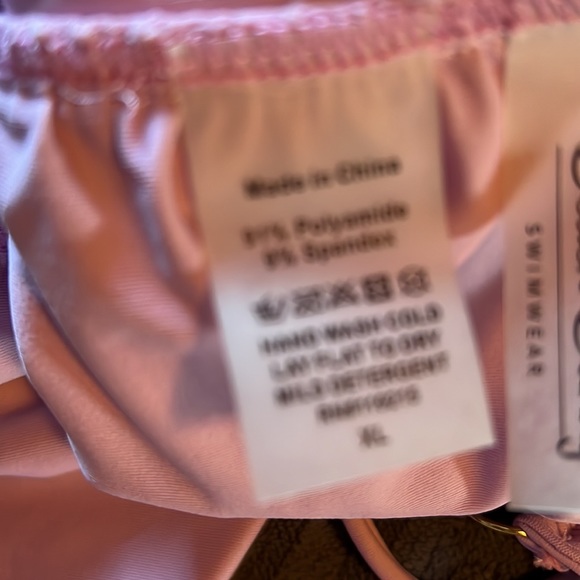 Made in China
91% Polyamide
9% Spandex
HAND WASH COLD
LAY FLAT TO DRY
MILD DETERGENT
XL
SWIMWEAR